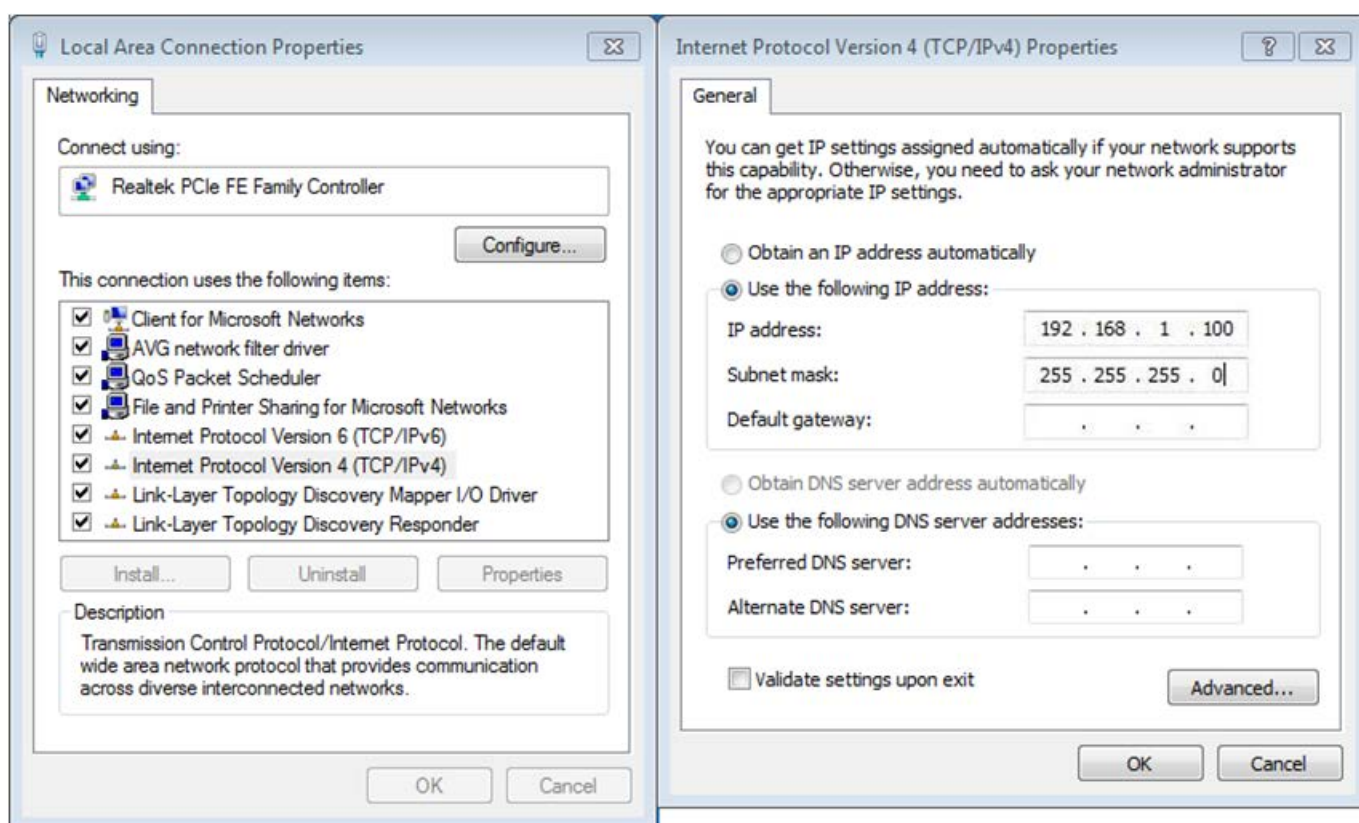 Local Area Connection Properties
Networking
Connect using:
Realtek PCIe FE Family Controller
Configure...
This connection uses the following items:
Client for Microsoft Networks
AVG network filter driver
QoS Packet Scheduler
File and Printer Sharing for Microsoft Networks
Internet Protocol Version 6 (TCP/IPv6)
Internet Protocol Version 4 (TCP/IPv4)
Link-Layer Topology Discovery Mapper I/O Driver
Link-Layer Topology Discovery Responder
Install...
Uninstall
Properties
Description
Transmission Control Protocol/Internet Protocol. The default
wide area network protocol that provides communication
across diverse interconnected networks.
OK
Cancel
Internet Protocol Version 4 (TCP/IPv4) Properties
General
You can get IP settings assigned automatically if your network supports
this capability. Otherwise, you need to ask your network administrator
for the appropriate IP settings.
Obtain an IP address automatically
Use the following IP address:
IP address: 192 . 168 . 1 . 100
Subnet mask: 255 . 255 . 255 . 0
Default gateway: . . .
Obtain DNS server address automatically
Use the following DNS server addresses:
Preferred DNS server: . . .
Alternate DNS server: . . .
Validate settings upon exit
Advanced...
OK
Cancel